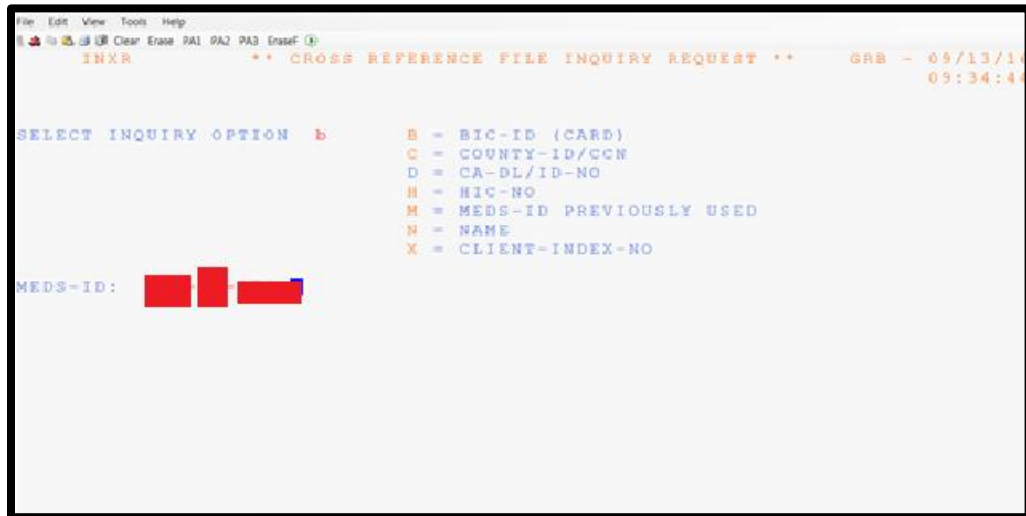 File Edit View Tools Help
Clear Erase PA1 PA2 PA3 EraseF
INXR ** CROSS REFERENCE FILE INQUIRY REQUEST ** GRB - 09/13/16
09:34:44
SELECT INQUIRY OPTION b B = BIC-ID (CARD)
C = COUNTY-ID/CCN
D = CA-DL/ID-NO
H = HIC-NO
M = MEDS-ID PREVIOUSLY USED
N = NAME
X = CLIENT-INDEX-NO
MEDS-ID: - -